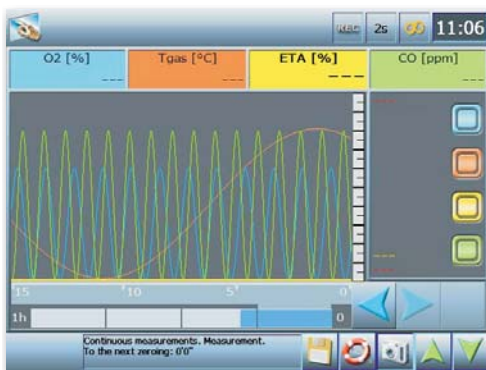 REC 2s 11:06
O2 [%] Tgas [°C] ETA [%] CO [ppm]
--- --- --- ---
---
---
---
15 10 5' 0
1h 0
Continuous measurements. Measurement.
To the next zeroing: 0'0"